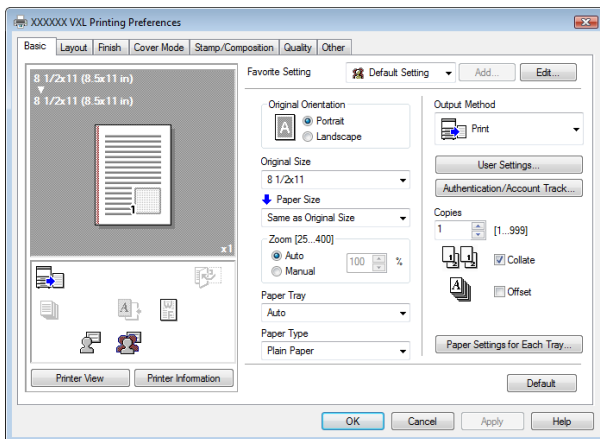 XXXXXX VXL Printing Preferences
Basic Layout Finish Cover Mode Stamp/Composition Quality Other
8 1/2x11 (8.5x11 in)
8 1/2x11 (8.5x11 in)
1
x1
Printer View Printer Information
Favorite Setting Default Setting Add... Edit...
Original Orientation
A Portrait
Landscape
Original Size
8 1/2x11
Paper Size
Same as Original Size
Zoom [25...400]
Auto
Manual
100 %
Paper Tray
Auto
Paper Type
Plain Paper
Output Method
Print
User Settings...
Authentication/Account Track...
Copies
1 [1...999]
Collate
Offset
Paper Settings for Each Tray...
Default
OK Cancel Apply Help